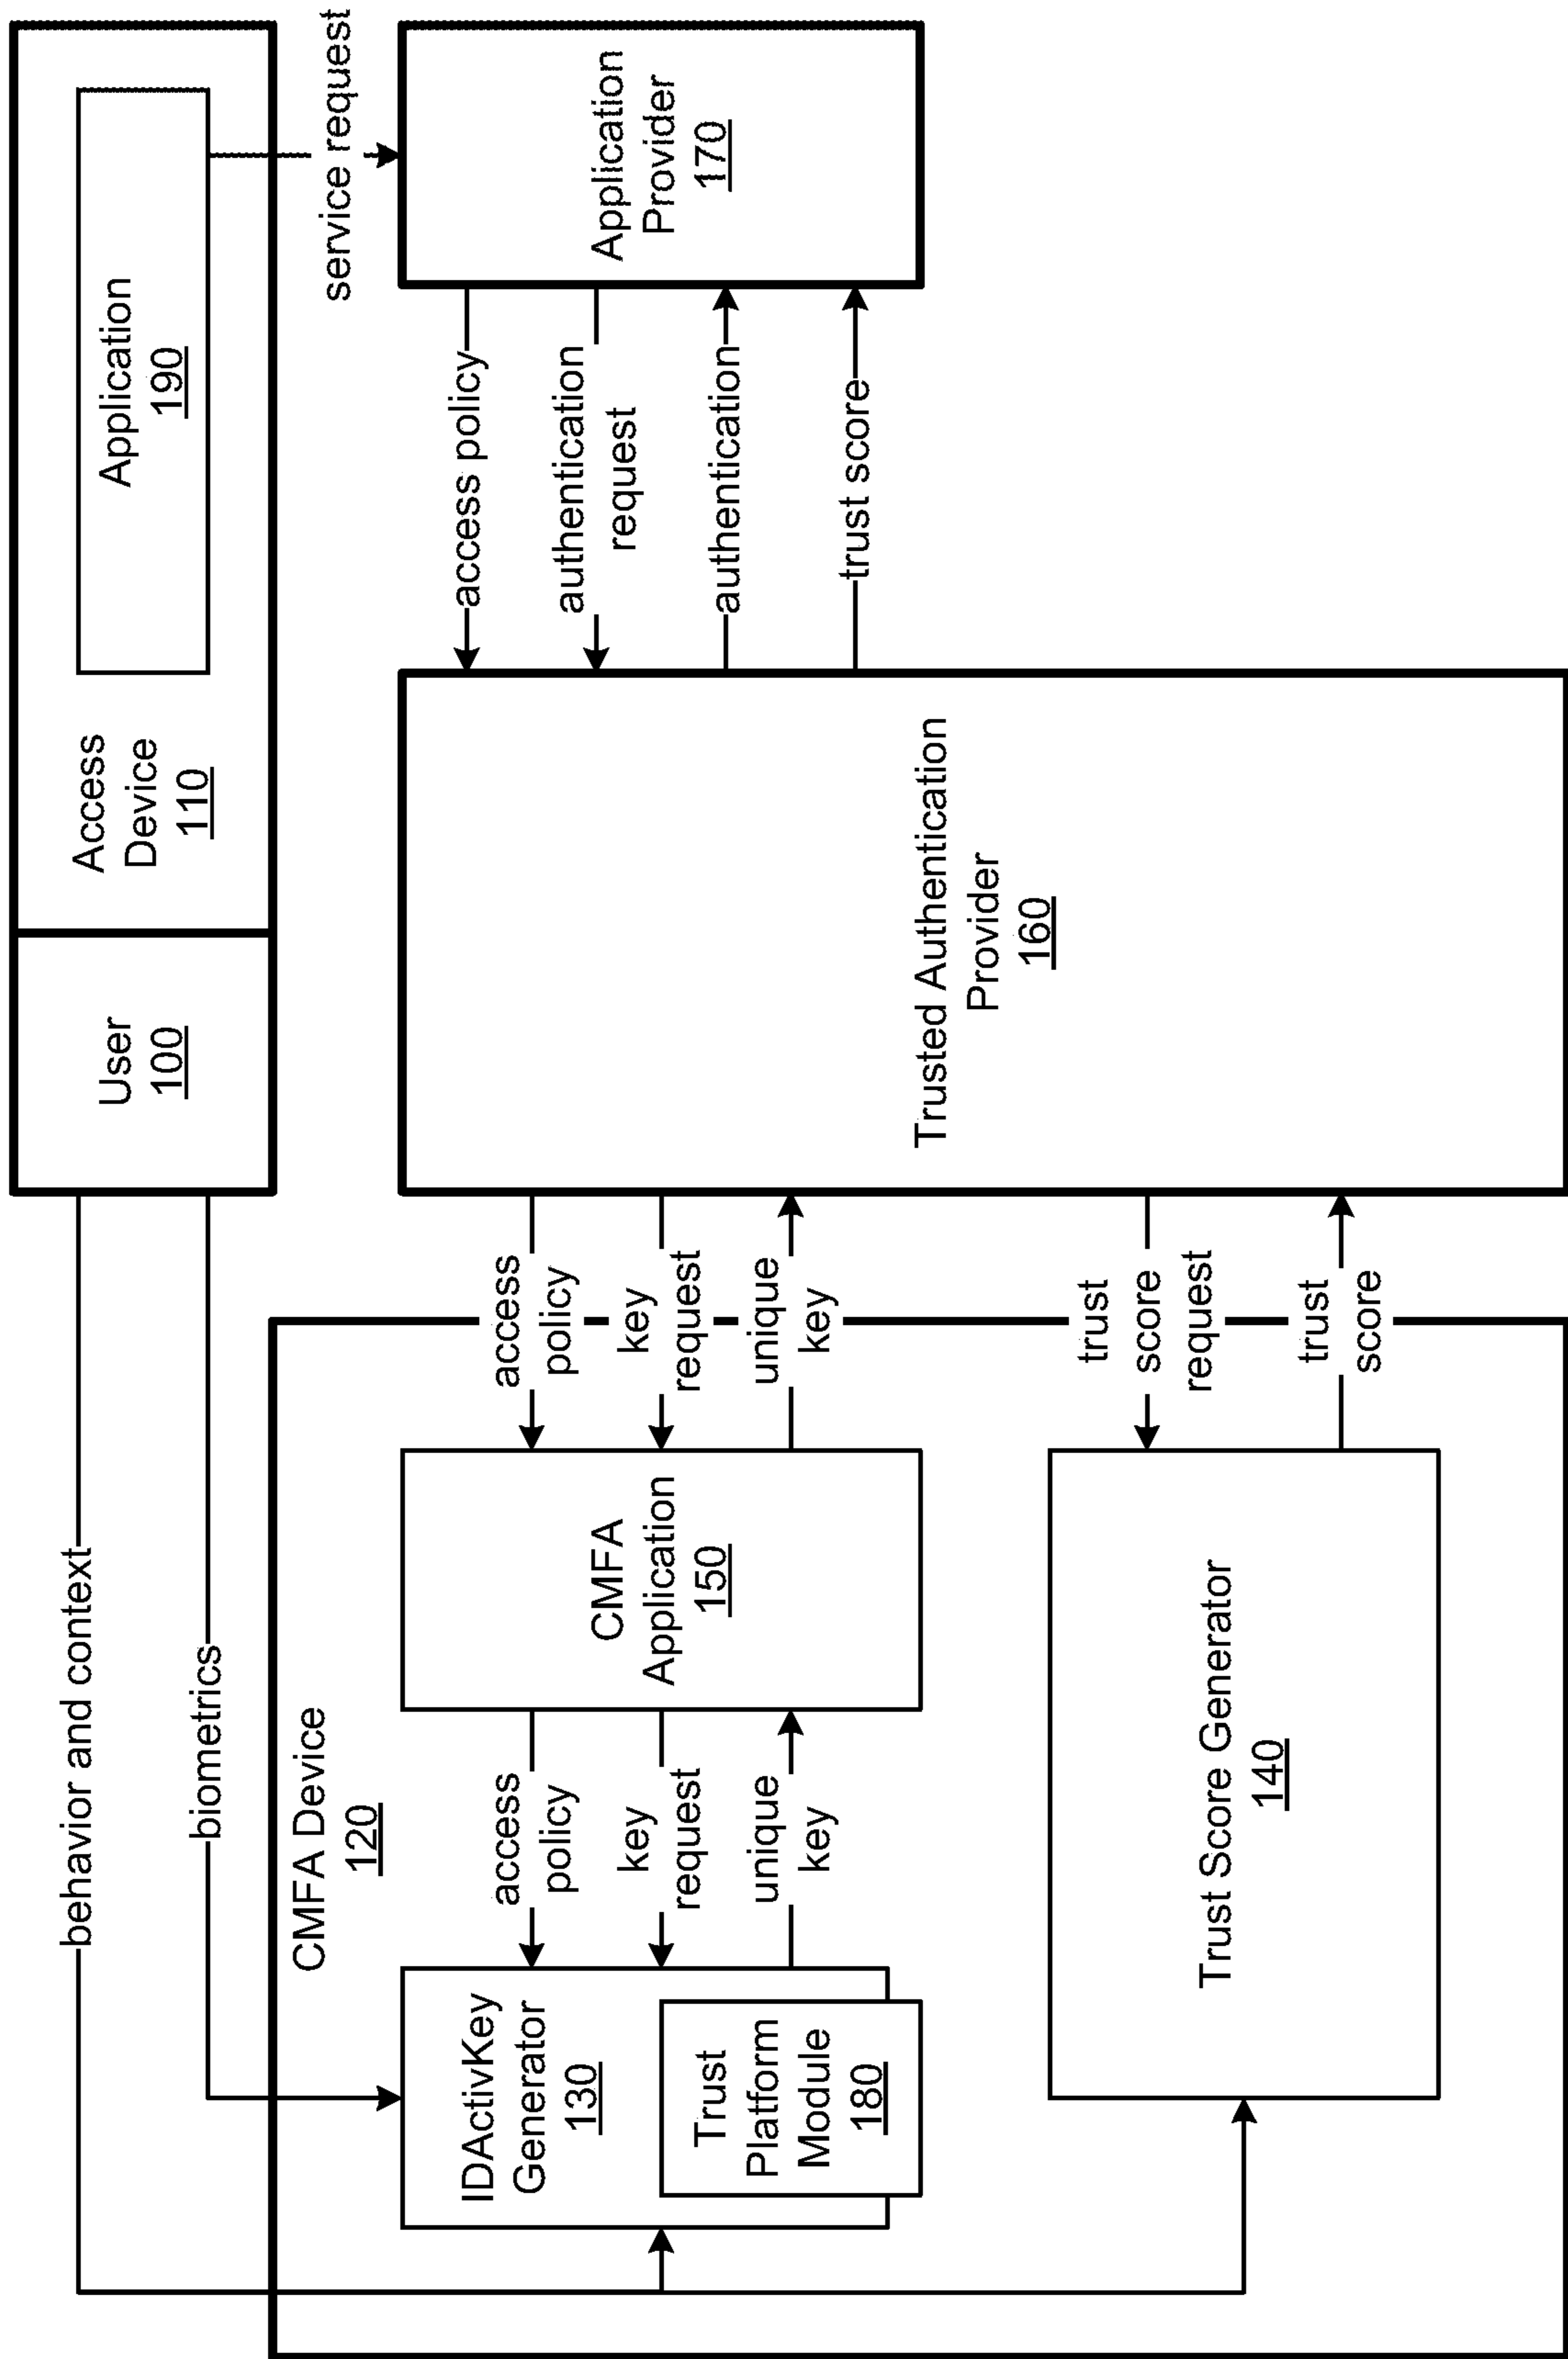 behavior and context
biometrics
User
100
Access
Device
110
Application
190
service request
CMFA Device
120
IDActivKey
Generator
130
Trust
Platform
Module
180
access
policy
key
request
unique
key
CMFA
Application
150
access
policy
key
request
unique
key
Trust Score Generator
140
trust
score
request
trust
score
Trusted Authentication
Provider
160
access policy
authentication
request
authentication
trust score
Application
Provider
170